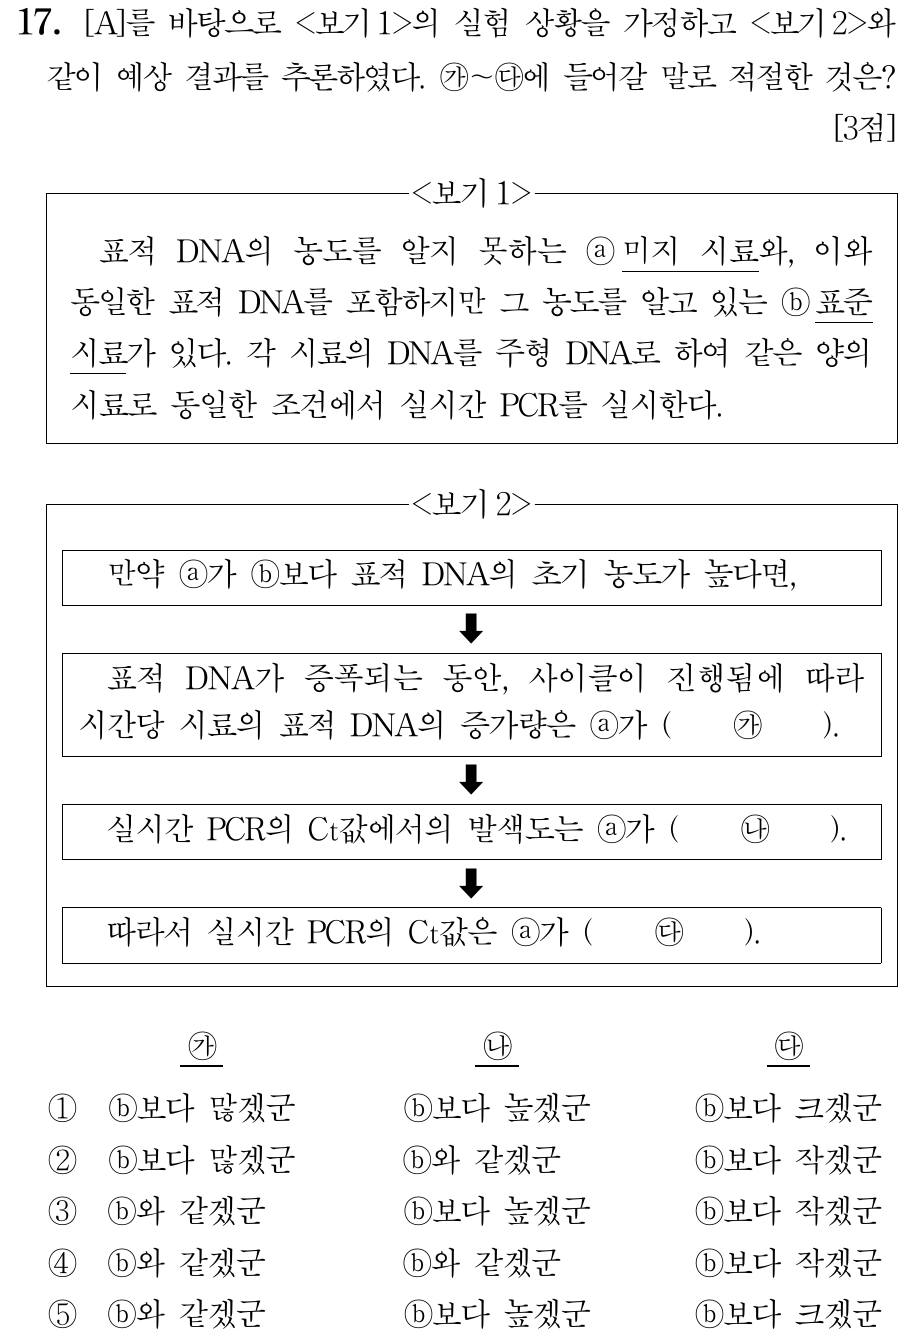 17. [A]를 바탕으로 <보기 1>의 실험 상황을 가정하고 <보기 2>와
같이 예상 결과를 추론하였다. ㉮~㉰에 들어갈 말로 적절한 것은?
[3점]
<보기 1>
표적 DNA의 농도를 알지 못하는 ⓐ미지 시료와, 이와
동일한 표적 DNA를 포함하지만 그 농도를 알고 있는 ⓑ표준
시료가 있다. 각 시료의 DNA를 주형 DNA로 하여 같은 양의
시료로 동일한 조건에서 실시간 PCR를 실시한다.
<보기 2>
만약 ⓐ가 ⓑ보다 표적 DNA의 초기 농도가 높다면,
표적 DNA가 증폭되는 동안, 사이클이 진행됨에 따라
시간당 시료의 표적 DNA의 증가량은 ⓐ가 ( ㉮ ).
실시간 PCR의 Ct값에서의 발색도는 ⓐ가 ( ㉯ ).
따라서 실시간 PCR의 Ct값은 ⓐ가 ( ㉰ ).
㉮ ㉯ ㉰
① ⓑ보다 많겠군 ⓑ보다 높겠군 ⓑ보다 크겠군
② ⓑ보다 많겠군 ⓑ와 같겠군 ⓑ보다 작겠군
③ ⓑ와 같겠군 ⓑ보다 높겠군 ⓑ보다 작겠군
④ ⓑ와 같겠군 ⓑ와 같겠군 ⓑ보다 작겠군
⑤ ⓑ와 같겠군 ⓑ보다 높겠군 ⓑ보다 크겠군